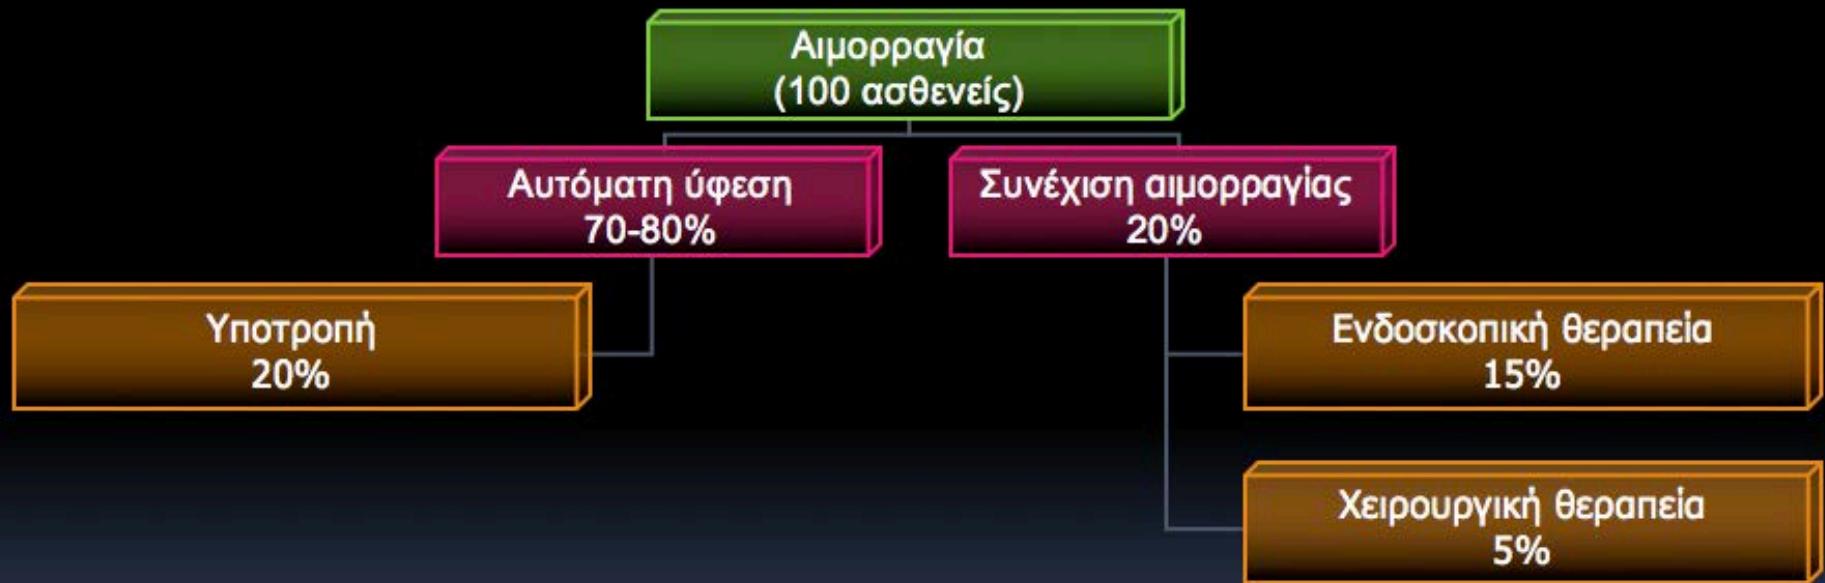 Αιμορραγία
(100 ασθενείς)
Αυτόματη ύφεση
70-80%
Συνέχιση αιμορραγίας
20%
Υποτροπή
20%
Ενδοσκοπική θεραπεία
15%
Χειρουργική θεραπεία
5%